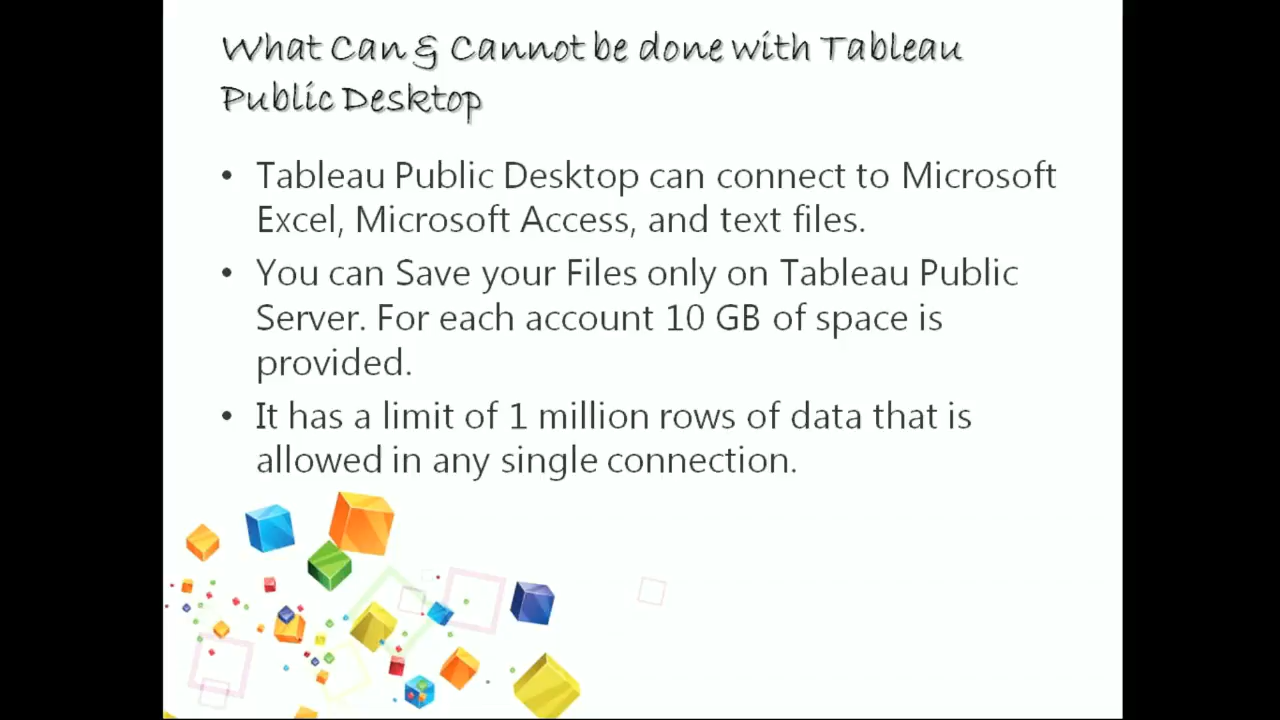 What Can & Cannot be done with Tableau
Public Desktop
• Tableau Public Desktop can connect to Microsoft
Excel, Microsoft Access, and text files.
• You can Save your Files only on Tableau Public
Server. For each account 10 GB of space is
provided.
• It has a limit of 1 million rows of data that is
allowed in any single connection.